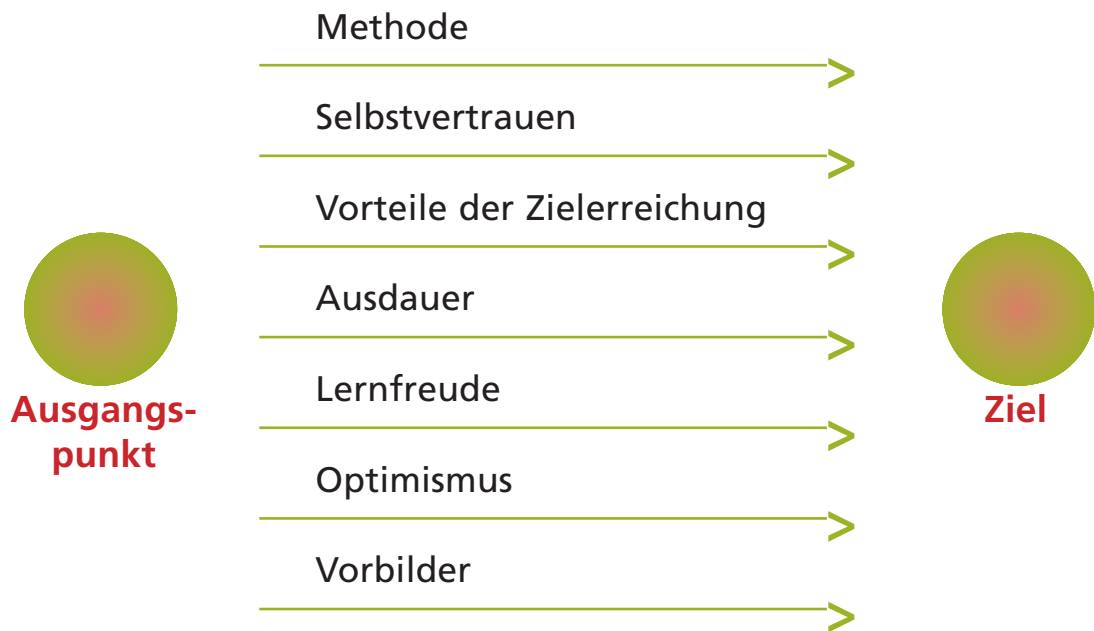 Methode
Selbstvertrauen
Vorteile der Zielerreichung
Ausdauer
Lernfreude
Optimismus
Vorbilder
Ausgangs-
punkt
Ziel